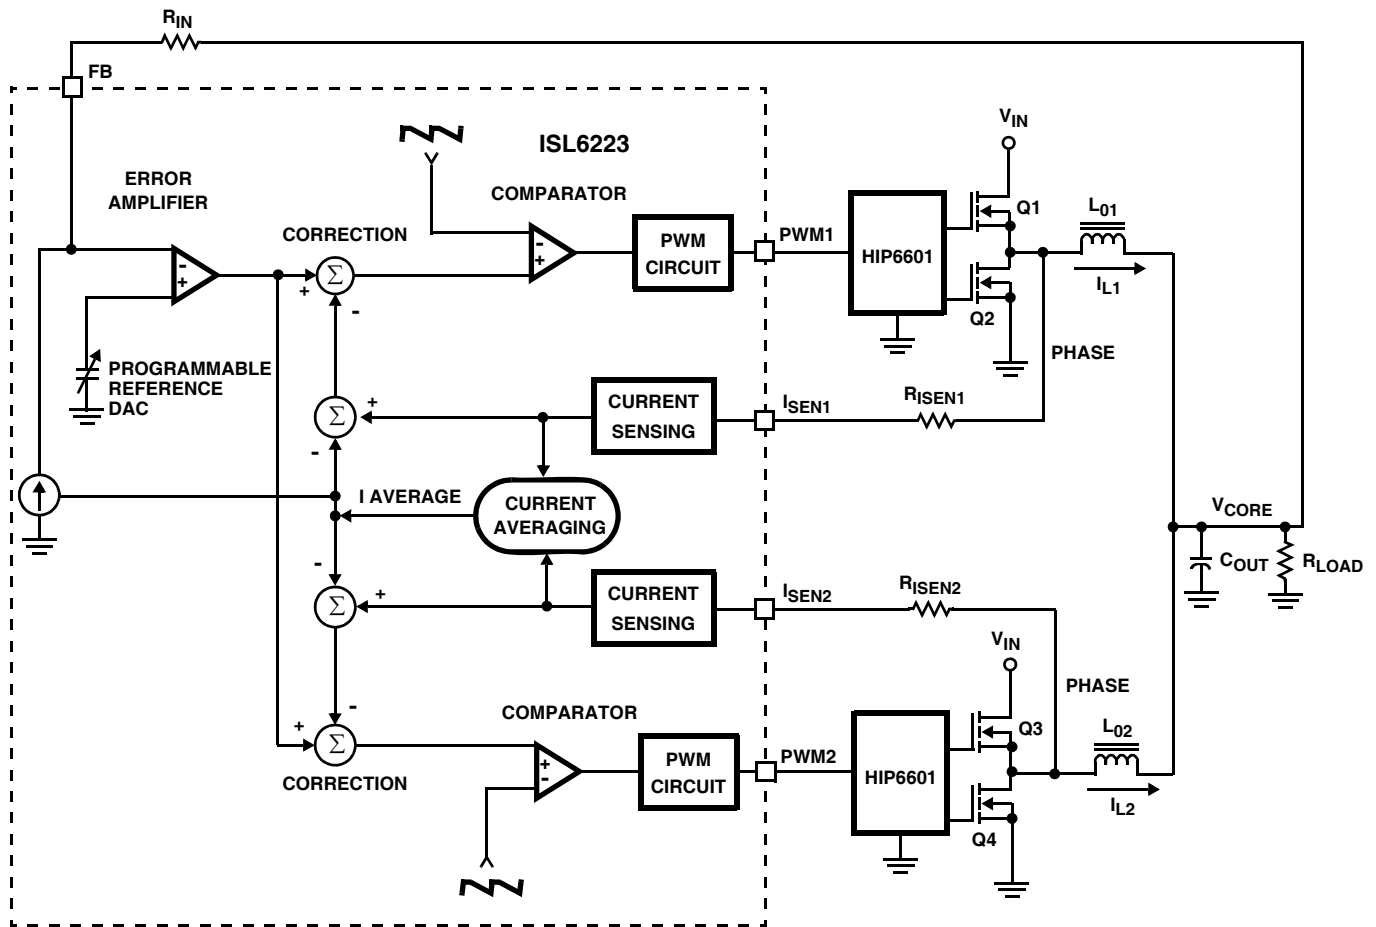 RIN
FB
ISL6223
VIN
ERROR
AMPLIFIER
COMPARATOR
CORRECTION
-
+
-
+
PWM
CIRCUIT
PWM1
HIP6601
Q1
L01
IL1
Q2
Σ
+
-
PROGRAMMABLE
REFERENCE
DAC
PHASE
Σ
+
-
CURRENT
SENSING
ISEN1
RISEN1
I AVERAGE
CURRENT
AVERAGING
VCORE
COUT
RLOAD
-
Σ
+
CURRENT
SENSING
ISEN2
RISEN2
VIN
PHASE
-
+
Σ
CORRECTION
COMPARATOR
+
-
PWM
CIRCUIT
PWM2
HIP6601
Q3
L02
IL2
Q4